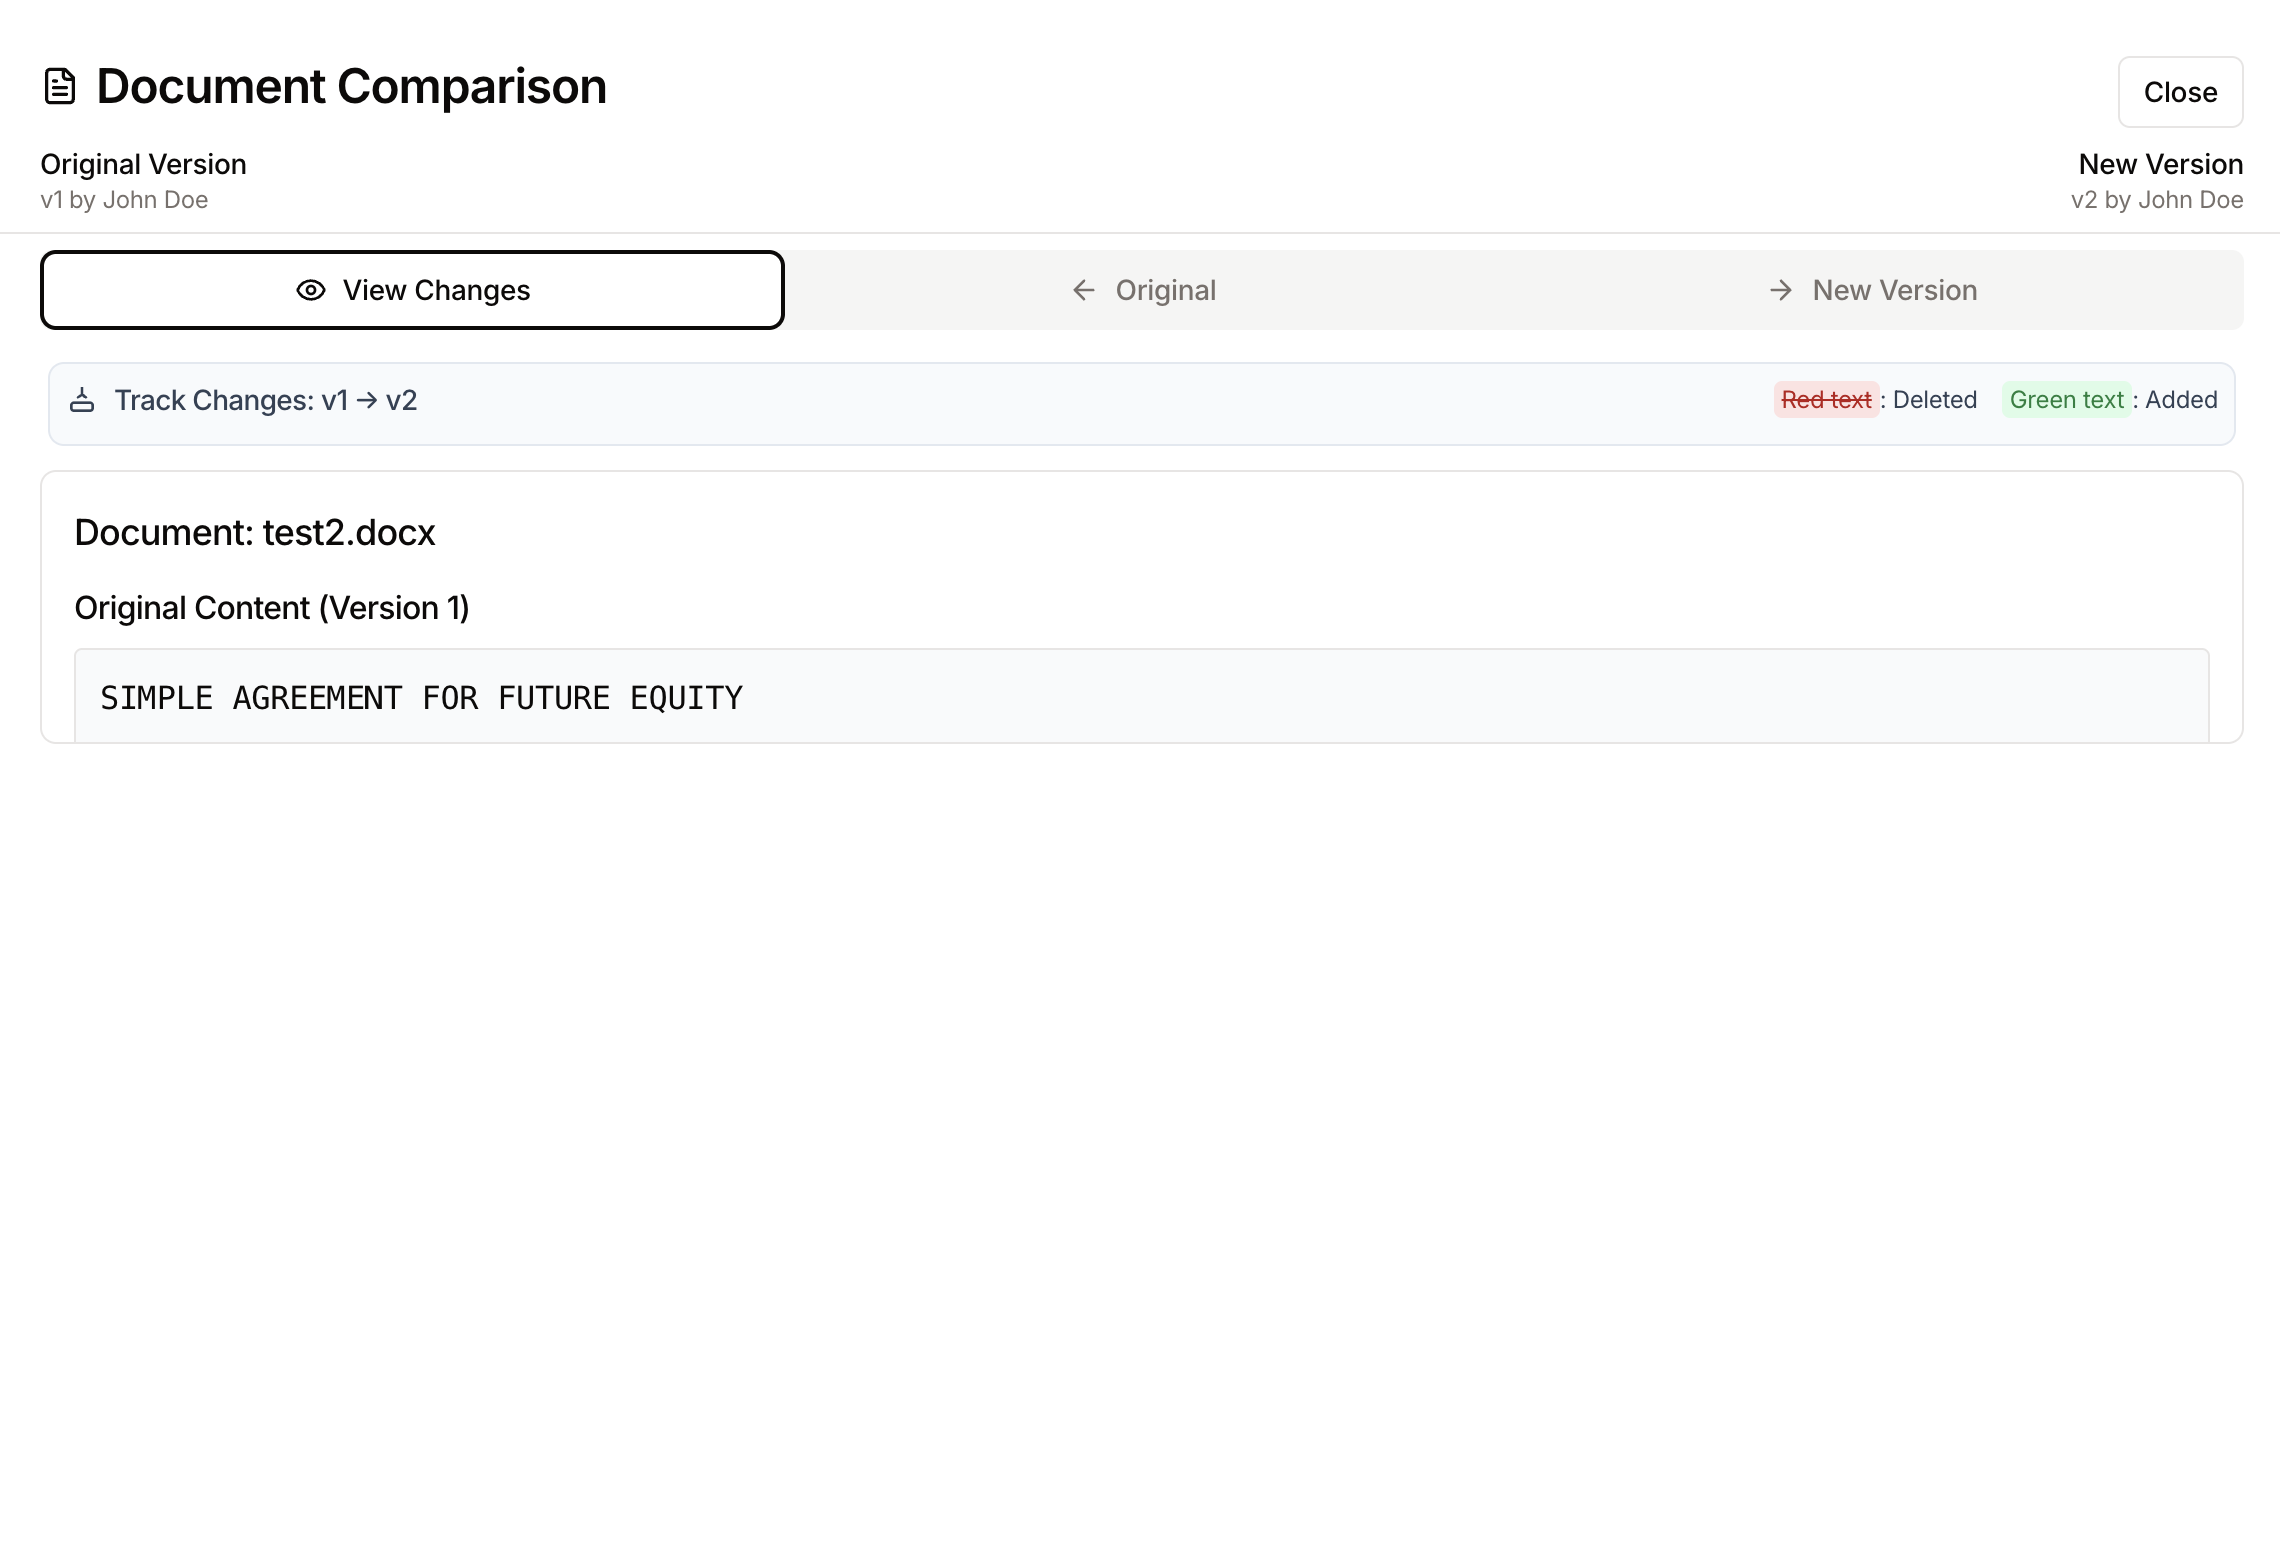 Document Comparison
Close
Original Version
New Version
v1 by John Doe
v2 by John Doe
View Changes
Original
New Version
Track Changes: v1 → v2
Red text: Deleted
Green text: Added
Document: test2.docx
Original Content (Version 1)
SIMPLE AGREEMENT FOR FUTURE EQUITY